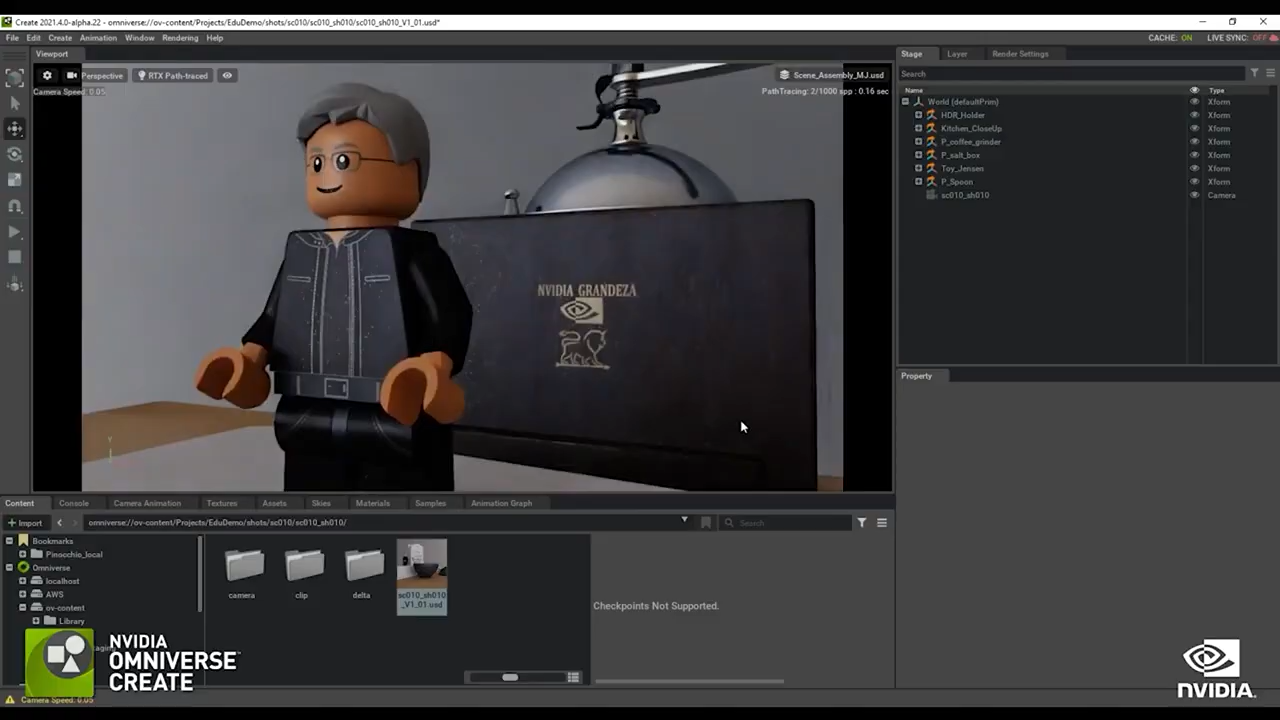 Create 2021.4.0-alpha.22 - omniverse://ov-content/Projects/EduDemo/shots/sc010/sc010_sh010/sc010_sh010_V1_01.usd*
File Edit Create Animation Window Rendering Help
CACHE: ON LIVE SYNC: OFF
Viewport
Perspective
RTX Path-traced
Scene_Assembly_MJ.usd
Camera Speed: 0.05
PathTracing: 2/1000 spp : 0.16 sec
NVIDIA GRANDEZA
Stage Layer Render Settings
Search
Name Type
World (defaultPrim) Xform
HDR_Holder Xform
Kitchen_CloseUp Xform
P_coffee_grinder Xform
P_salt_box Xform
Toy_Jensen Xform
P_Spoon Xform
sc010_sh010 Camera
Property
Content Console Camera Animation Textures Assets Skies Materials Samples Animation Graph
+ Import
omniverse://ov-content/Projects/EduDemo/shots/sc010/sc010_sh010/
Search
Bookmarks
Pinocchio_local
Omniverse
localhost
AWS
ov-content
Library
camera
clip
delta
sc010_sh010
_V1_01.usd
Checkpoints Not Supported.
NVIDIA
OMNIVERSE™
CREATE
Camera Speed: 0.05
Y
NVIDIA.